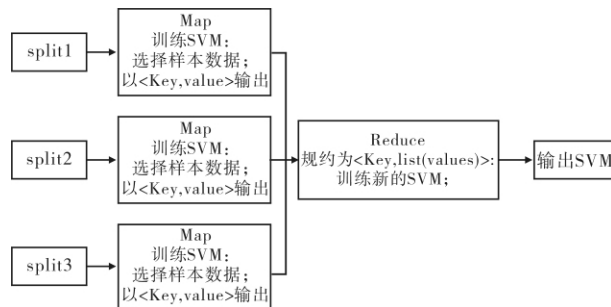 split1
Map
训练SVM:
选择样本数据;
以<Key,value>输出
split2
Map
训练SVM:
选择样本数据;
以<Key,value>输出
split3
Map
训练SVM:
选择样本数据;
以<Key,value>输出
Reduce
规约为<Key,list(values)>:
训练新的SVM;
输出SVM